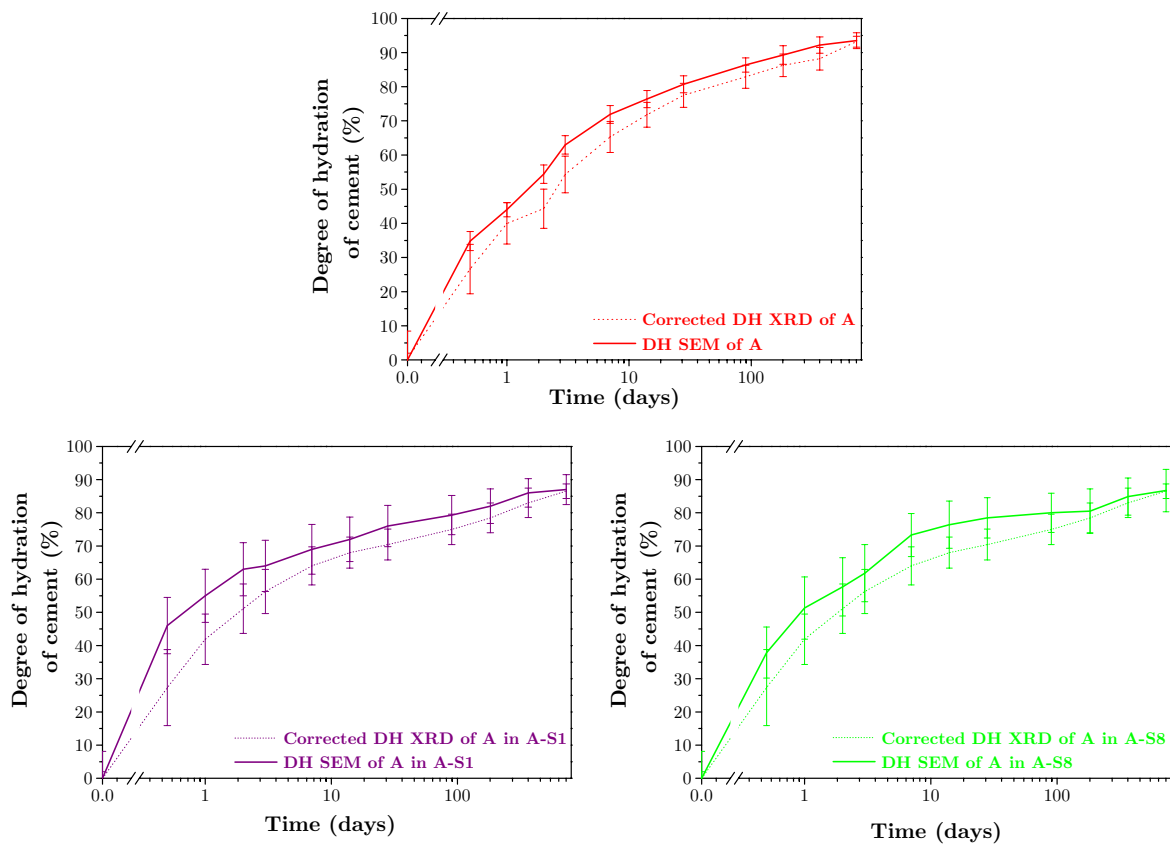 100
90
80
70
60
50
40
30
20
10
0
Degree of hydration
of cement (%)
Corrected DH XRD of A
DH SEM of A
0.0 1 10 100
Time (days)
100
90
80
70
60
50
40
30
20
10
0
Degree of hydration
of cement (%)
Corrected DH XRD of A in A-S1
DH SEM of A in A-S1
0.0 1 10 100
Time (days)
100
90
80
70
60
50
40
30
20
10
0
Degree of hydration
of cement (%)
Corrected DH XRD of A in A-S8
DH SEM of A in A-S8
0.0 1 10 100
Time (days)